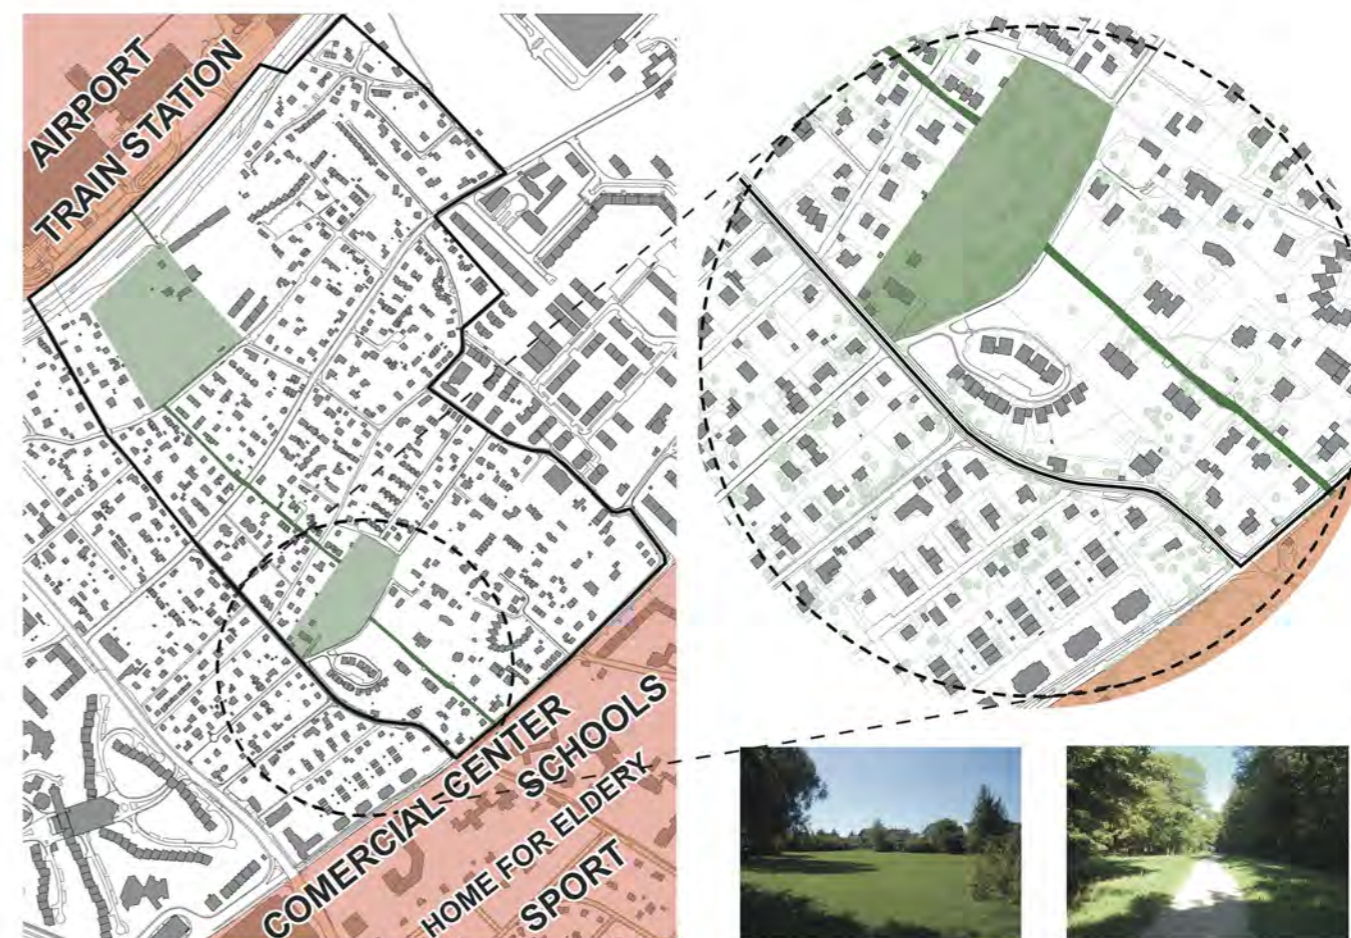 AIRPORT
TRAIN STATION
COMERCIAL CENTER
SCHOOLS
HOME FOR ELDERY
SPORT